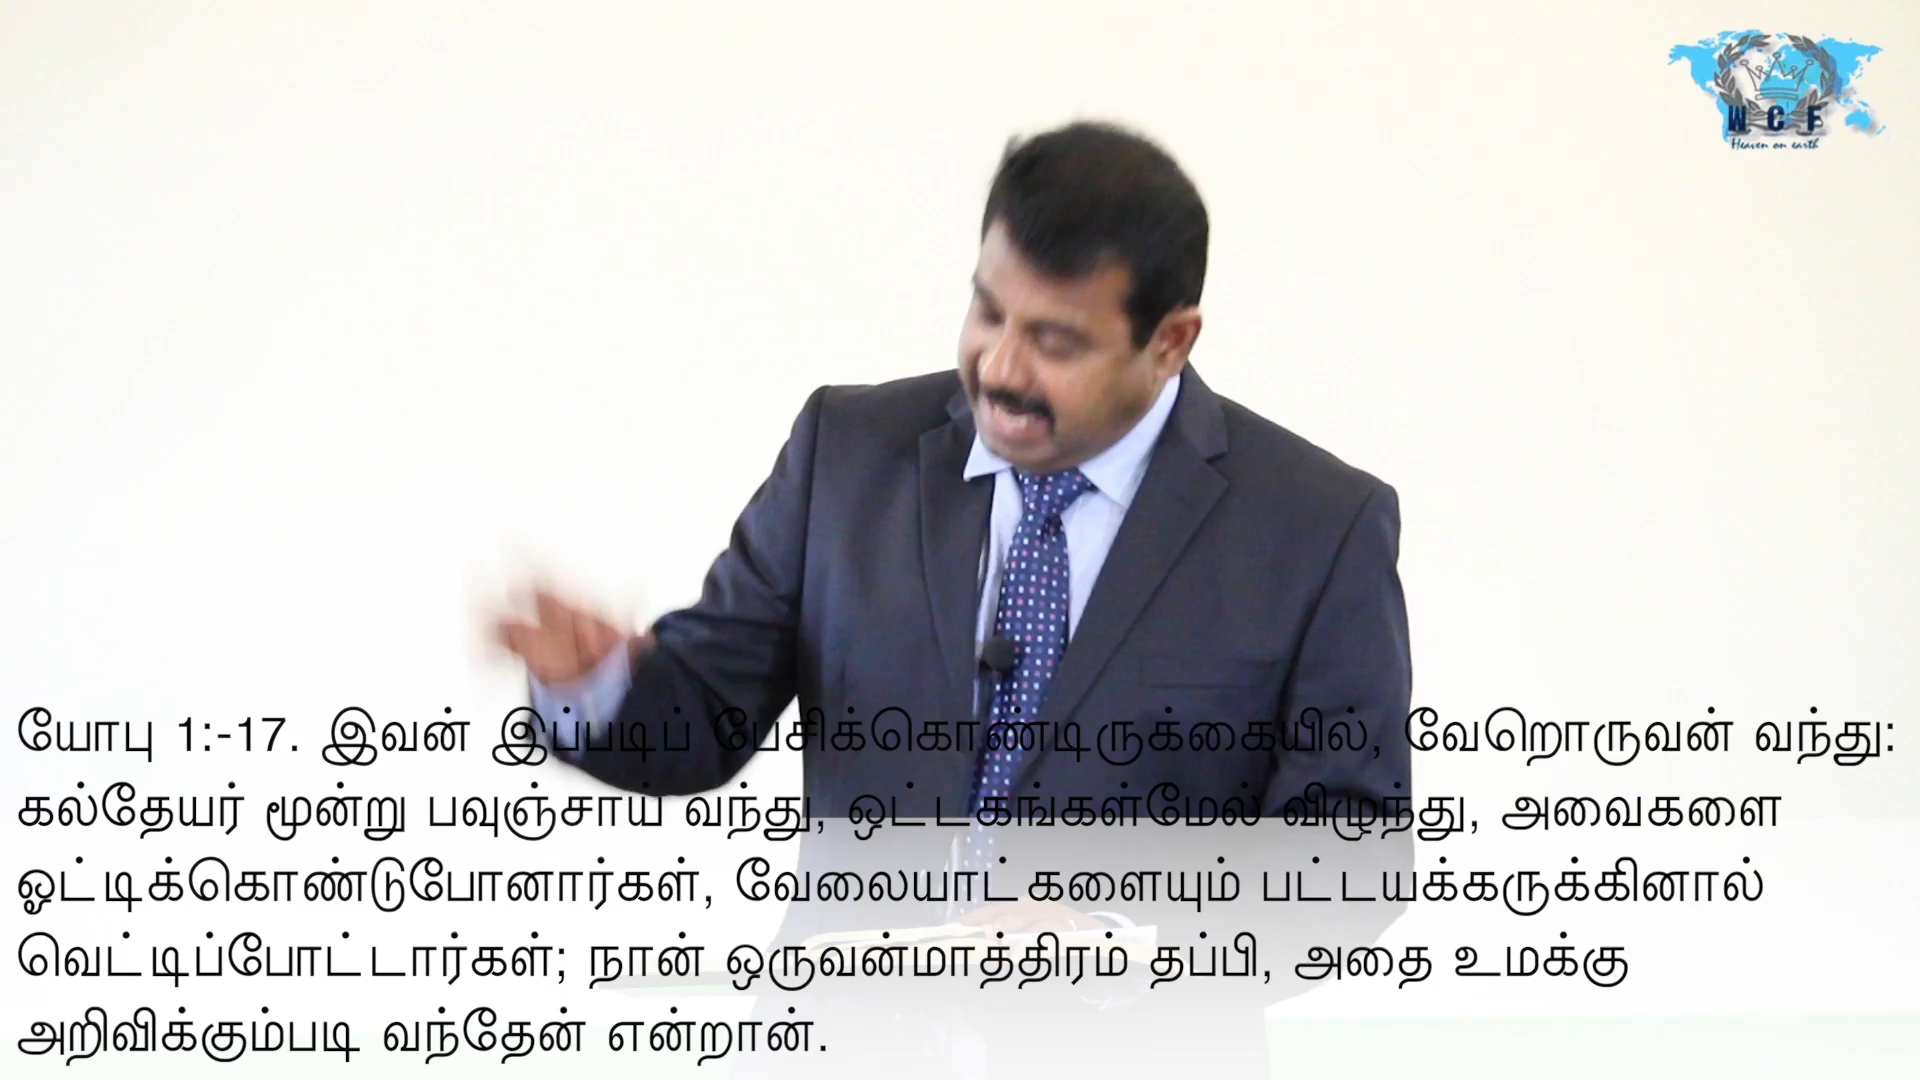 W C F
Heaven on earth
யோபு 1:-17. இவன் இப்படிப் பேசிக்கொண்டிருக்கையில், வேறொருவன் வந்து:
கல்தேயர் மூன்று பவுஞ்சாய் வந்து, ஒட்டகங்கள்மேல் விழுந்து, அவைகளை
ஓட்டிக்கொண்டுபோனார்கள், வேலையாட்களையும் பட்டயக்கருக்கினால்
வெட்டிப்போட்டார்கள்; நான் ஒருவன்மாத்திரம் தப்பி, அதை உமக்கு
அறிவிக்கும்படி வந்தேன் என்றான்.